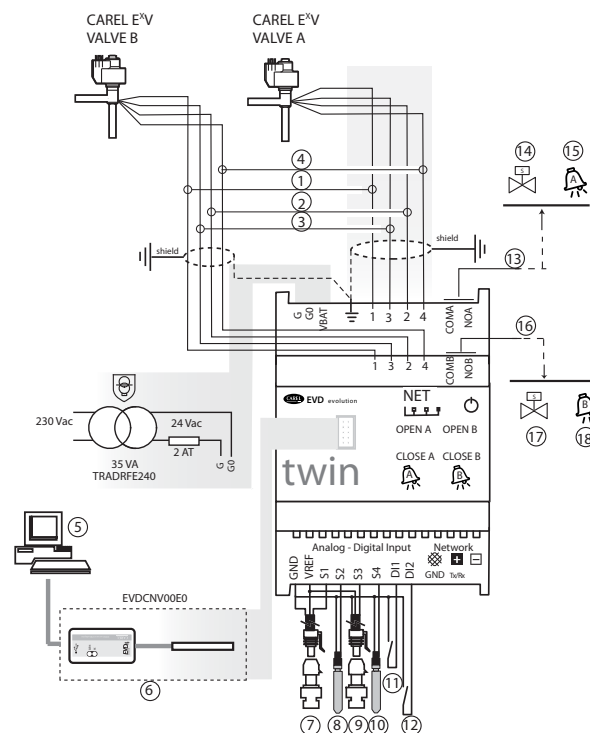 CAREL EˣV
VALVE B
CAREL EˣV
VALVE A
4
1
2
3
shield
shield
14
15
S
A
13
16
G
G0
VBAT
1
3
2
4
COMA
NOA
1
3
2
4
COMB
NOB
S
B
17
18
230 Vac
24 Vac
2 AT
35 VA
TRADRFE240
G
G0
CAREL EVD evolution
NET
OPEN A OPEN B
CLOSE A CLOSE B
A
B
twin
Analog - Digital Input Network
GND
VREF
S1
S2
S3
S4
DI1
DI2
GND Tx/Rx
5
EVDCNV00E0
6
7
8
9
10
11
12